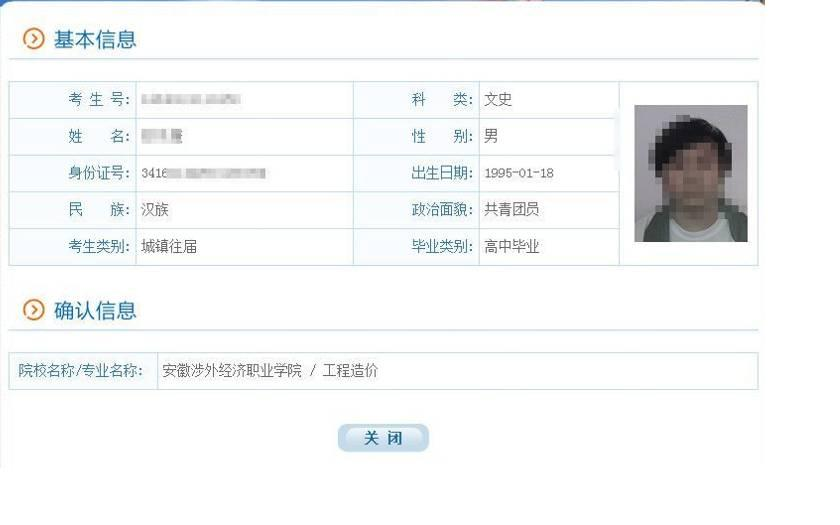 基本信息
考生号： 科类： 文史
姓名： 性别： 男
身份证号： 3416 出生日期： 1995-01-18
民族： 汉族 政治面貌： 共青团员
考生类别： 城镇往届 毕业类别： 高中毕业
确认信息
院校名称/专业名称： 安徽涉外经济职业学院 / 工程造价
关 闭